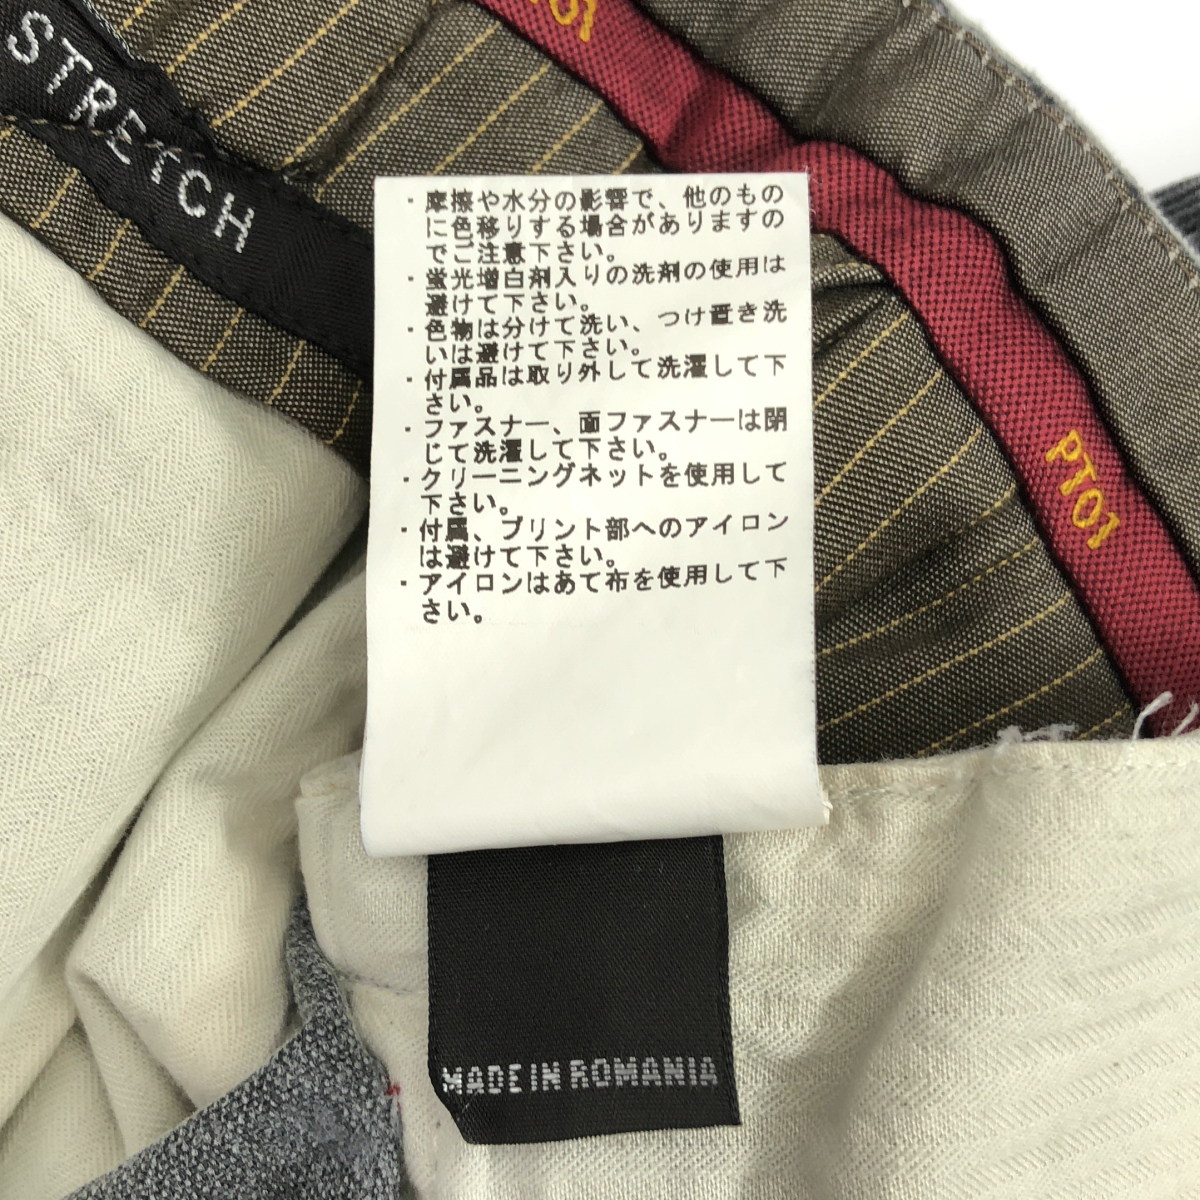 PT01
STRETCH
・摩擦や水分の影響で、他のもの
に色移りする場合がありますの
でご注意下さい。
・蛍光増白剤入りの洗剤の使用は
避けて下さい。
・色物は分けて洗い、つけ置き洗
いは避けて下さい。
・付属品は取り外して洗濯して下
さい。
・ファスナー、面ファスナーは閉
じて洗濯して下さい。
・クリーニングネットを使用して
下さい。
・付属、プリント部へのアイロン
は避けて下さい。
・アイロンはあて布を使用して下
さい。
PT01
MADE IN ROMANIA